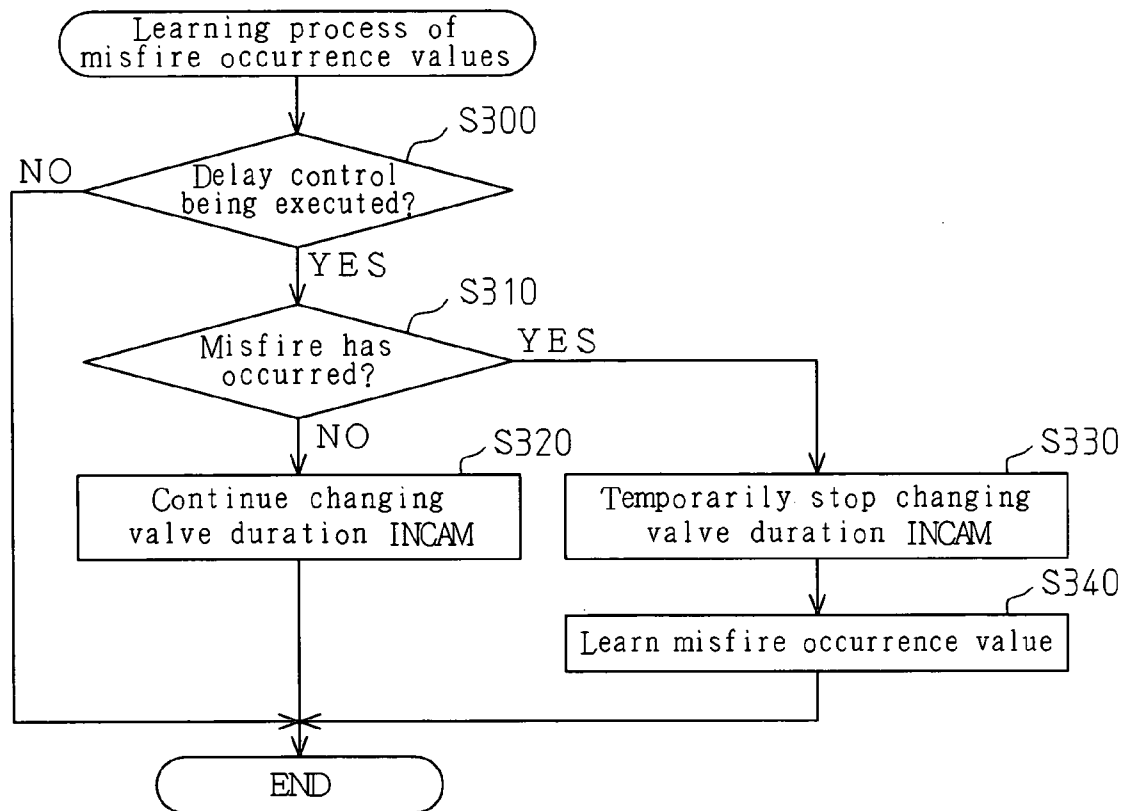 Learning process of
misfire occurrence values
S300
NO
Delay control
being executed?
YES
S310
Misfire has
occurred?
YES
NO
S320
Continue changing
valve duration INCAM
S330
Temporarily stop changing
valve duration INCAM
S340
Learn misfire occurrence value
END